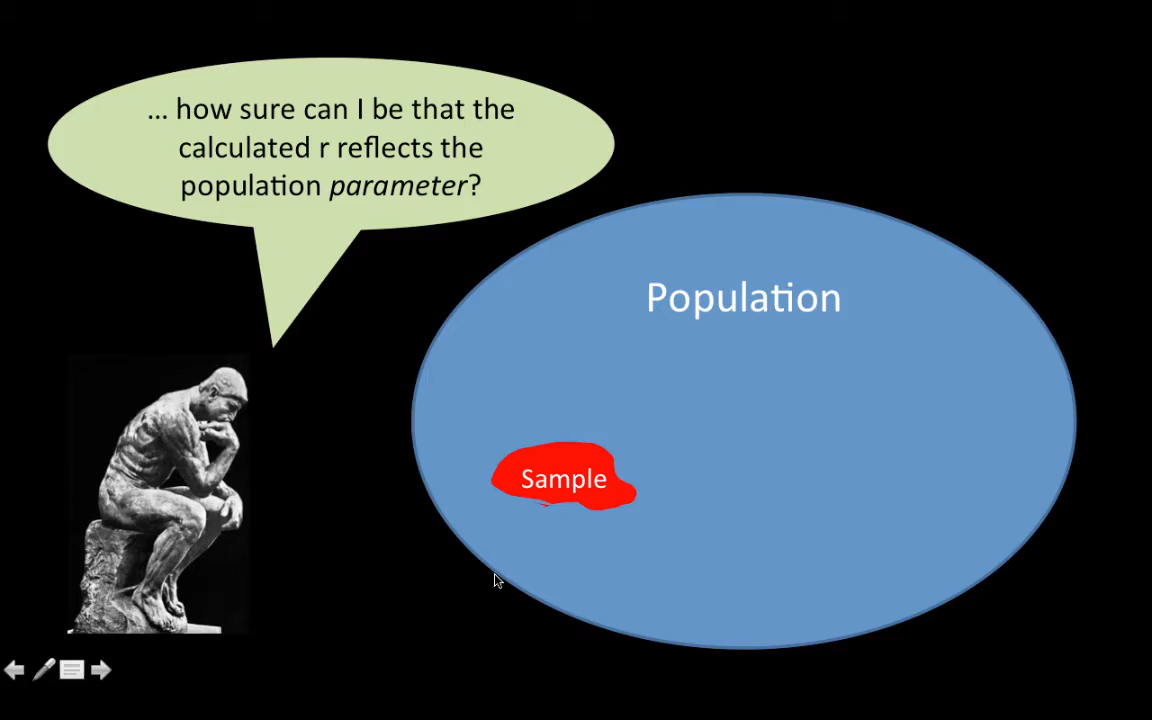 ... how sure can I be that the
calculated r reflects the
population parameter?
Population
Sample